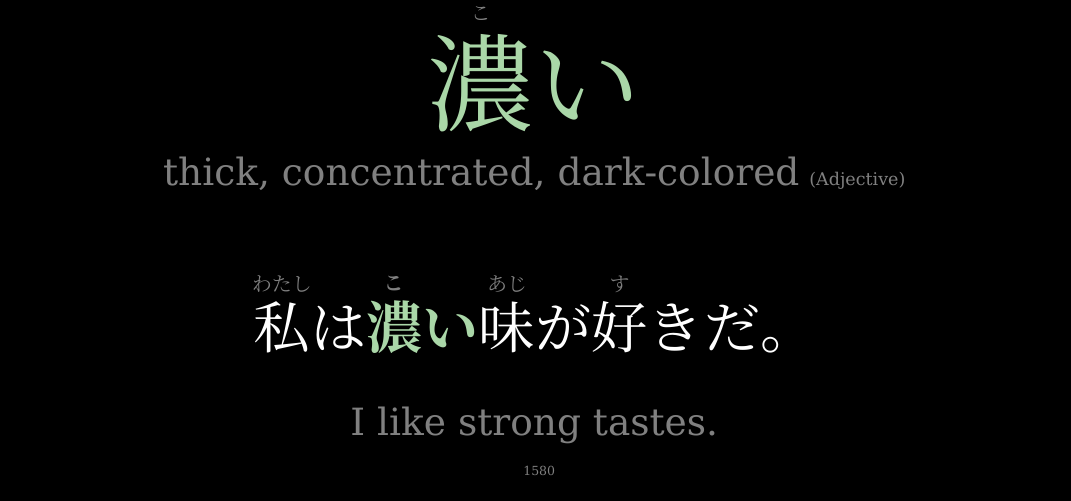 こ
濃い
thick, concentrated, dark-colored (Adjective)
わたし こ あじ す
私は濃い味が好きだ。
I like strong tastes.
1580